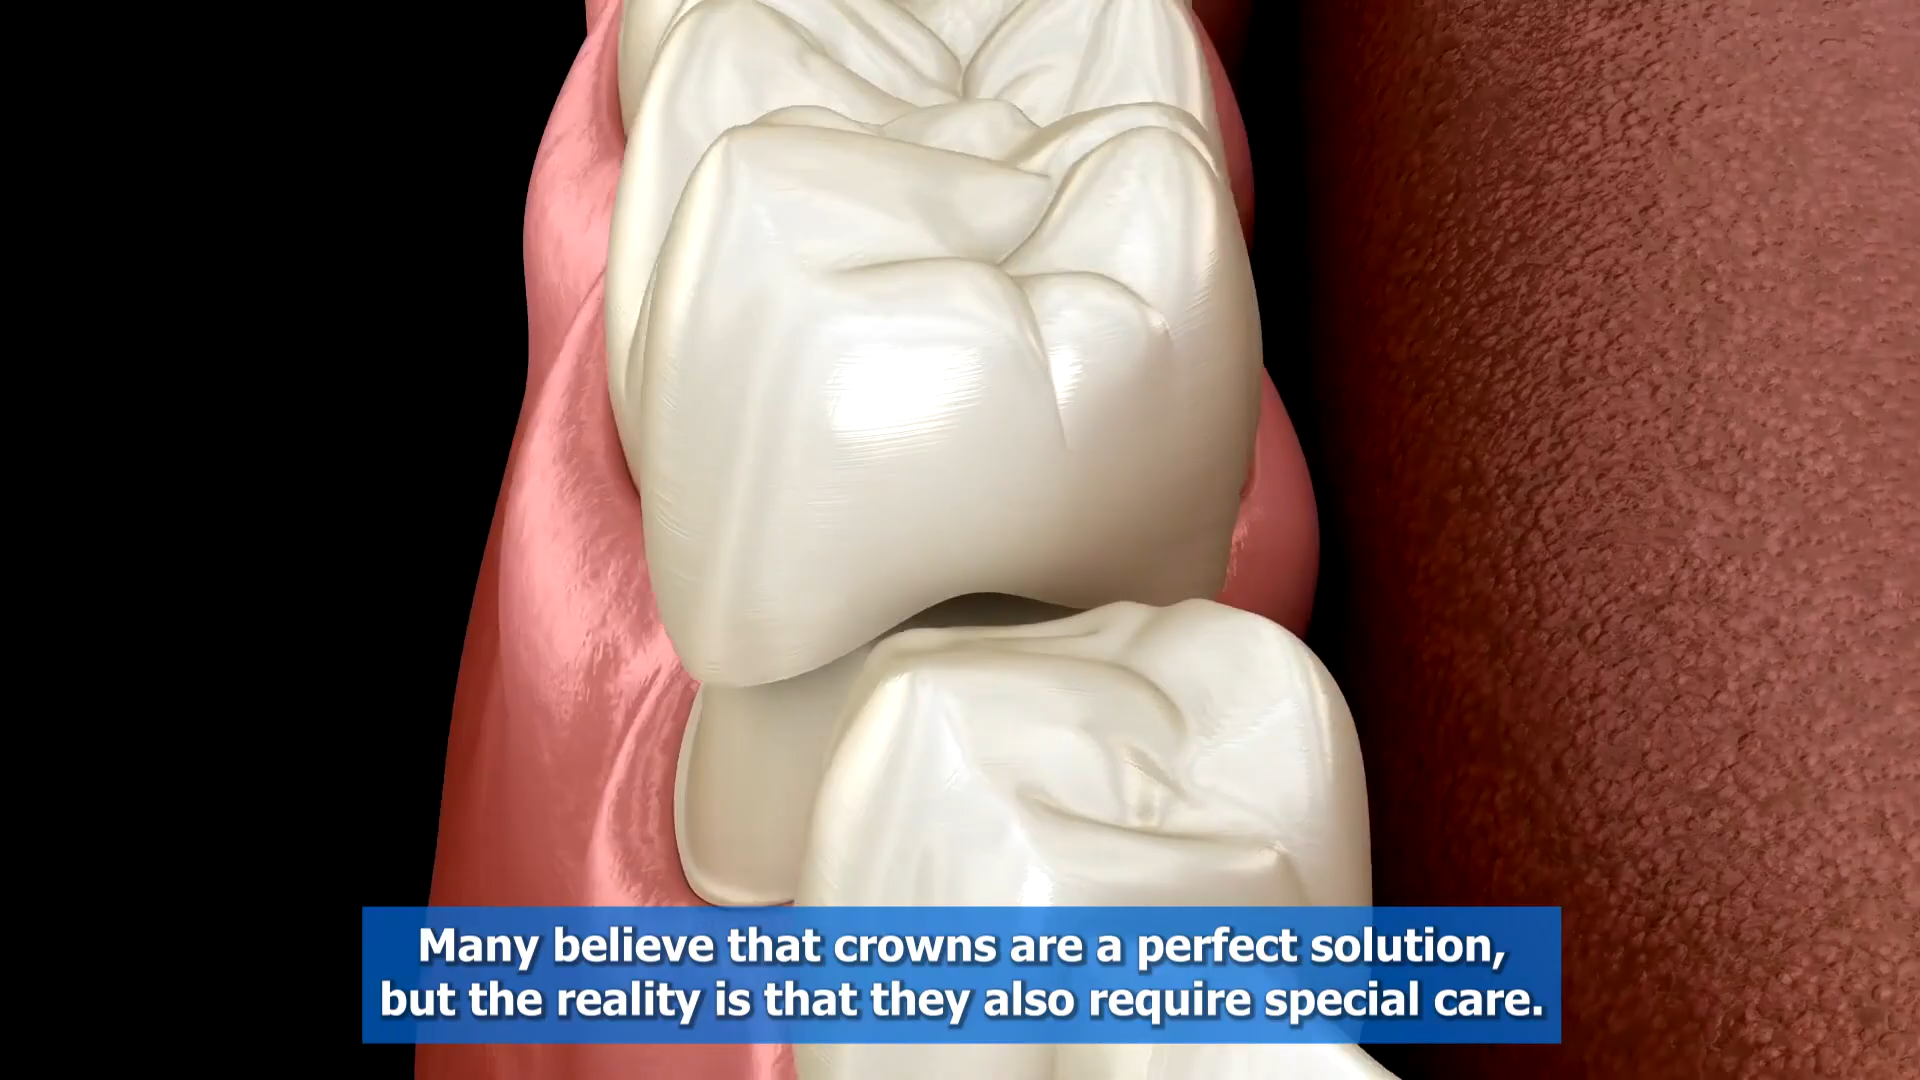 Many believe that crowns are a perfect solution,
but the reality is that they also require special care.